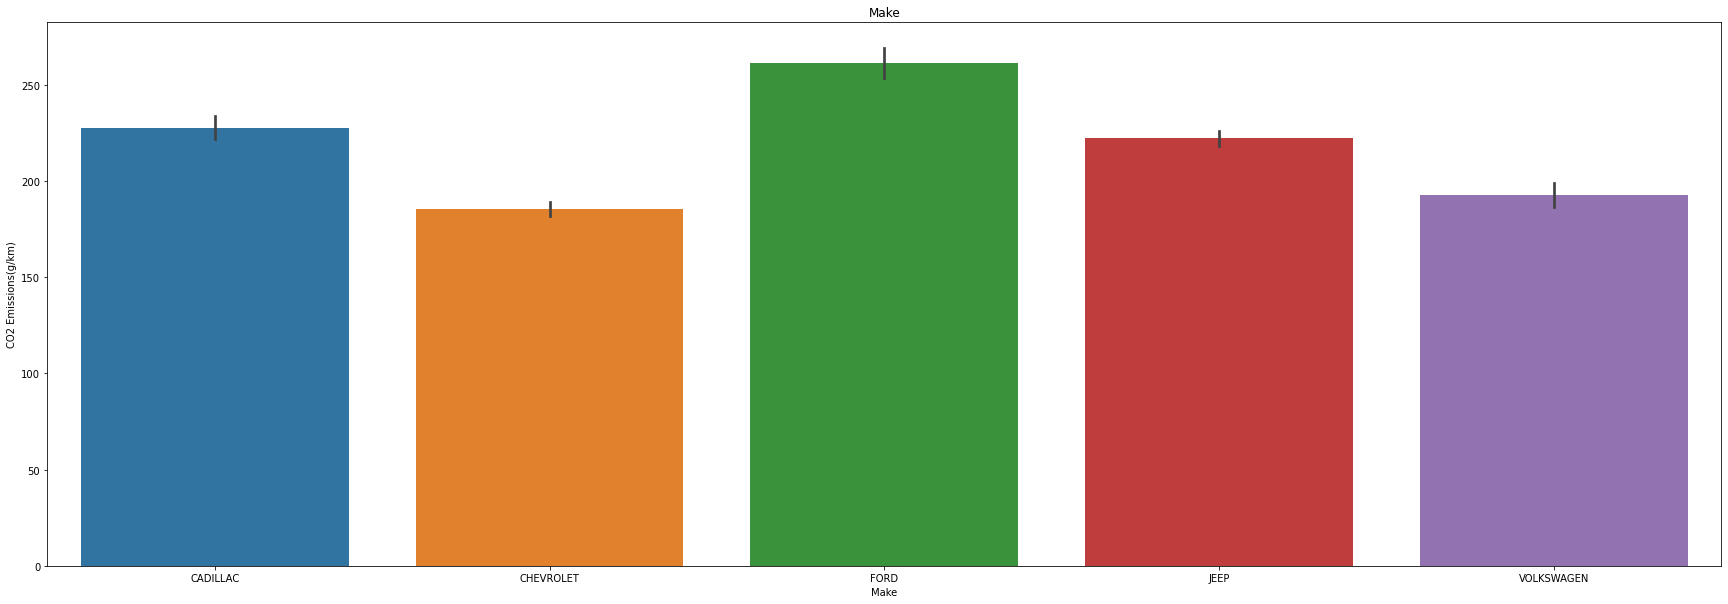 Make
CO2 Emissions(g/km)
250
200
150
100
50
0
CADILLAC CHEVROLET FORD JEEP VOLKSWAGEN
Make